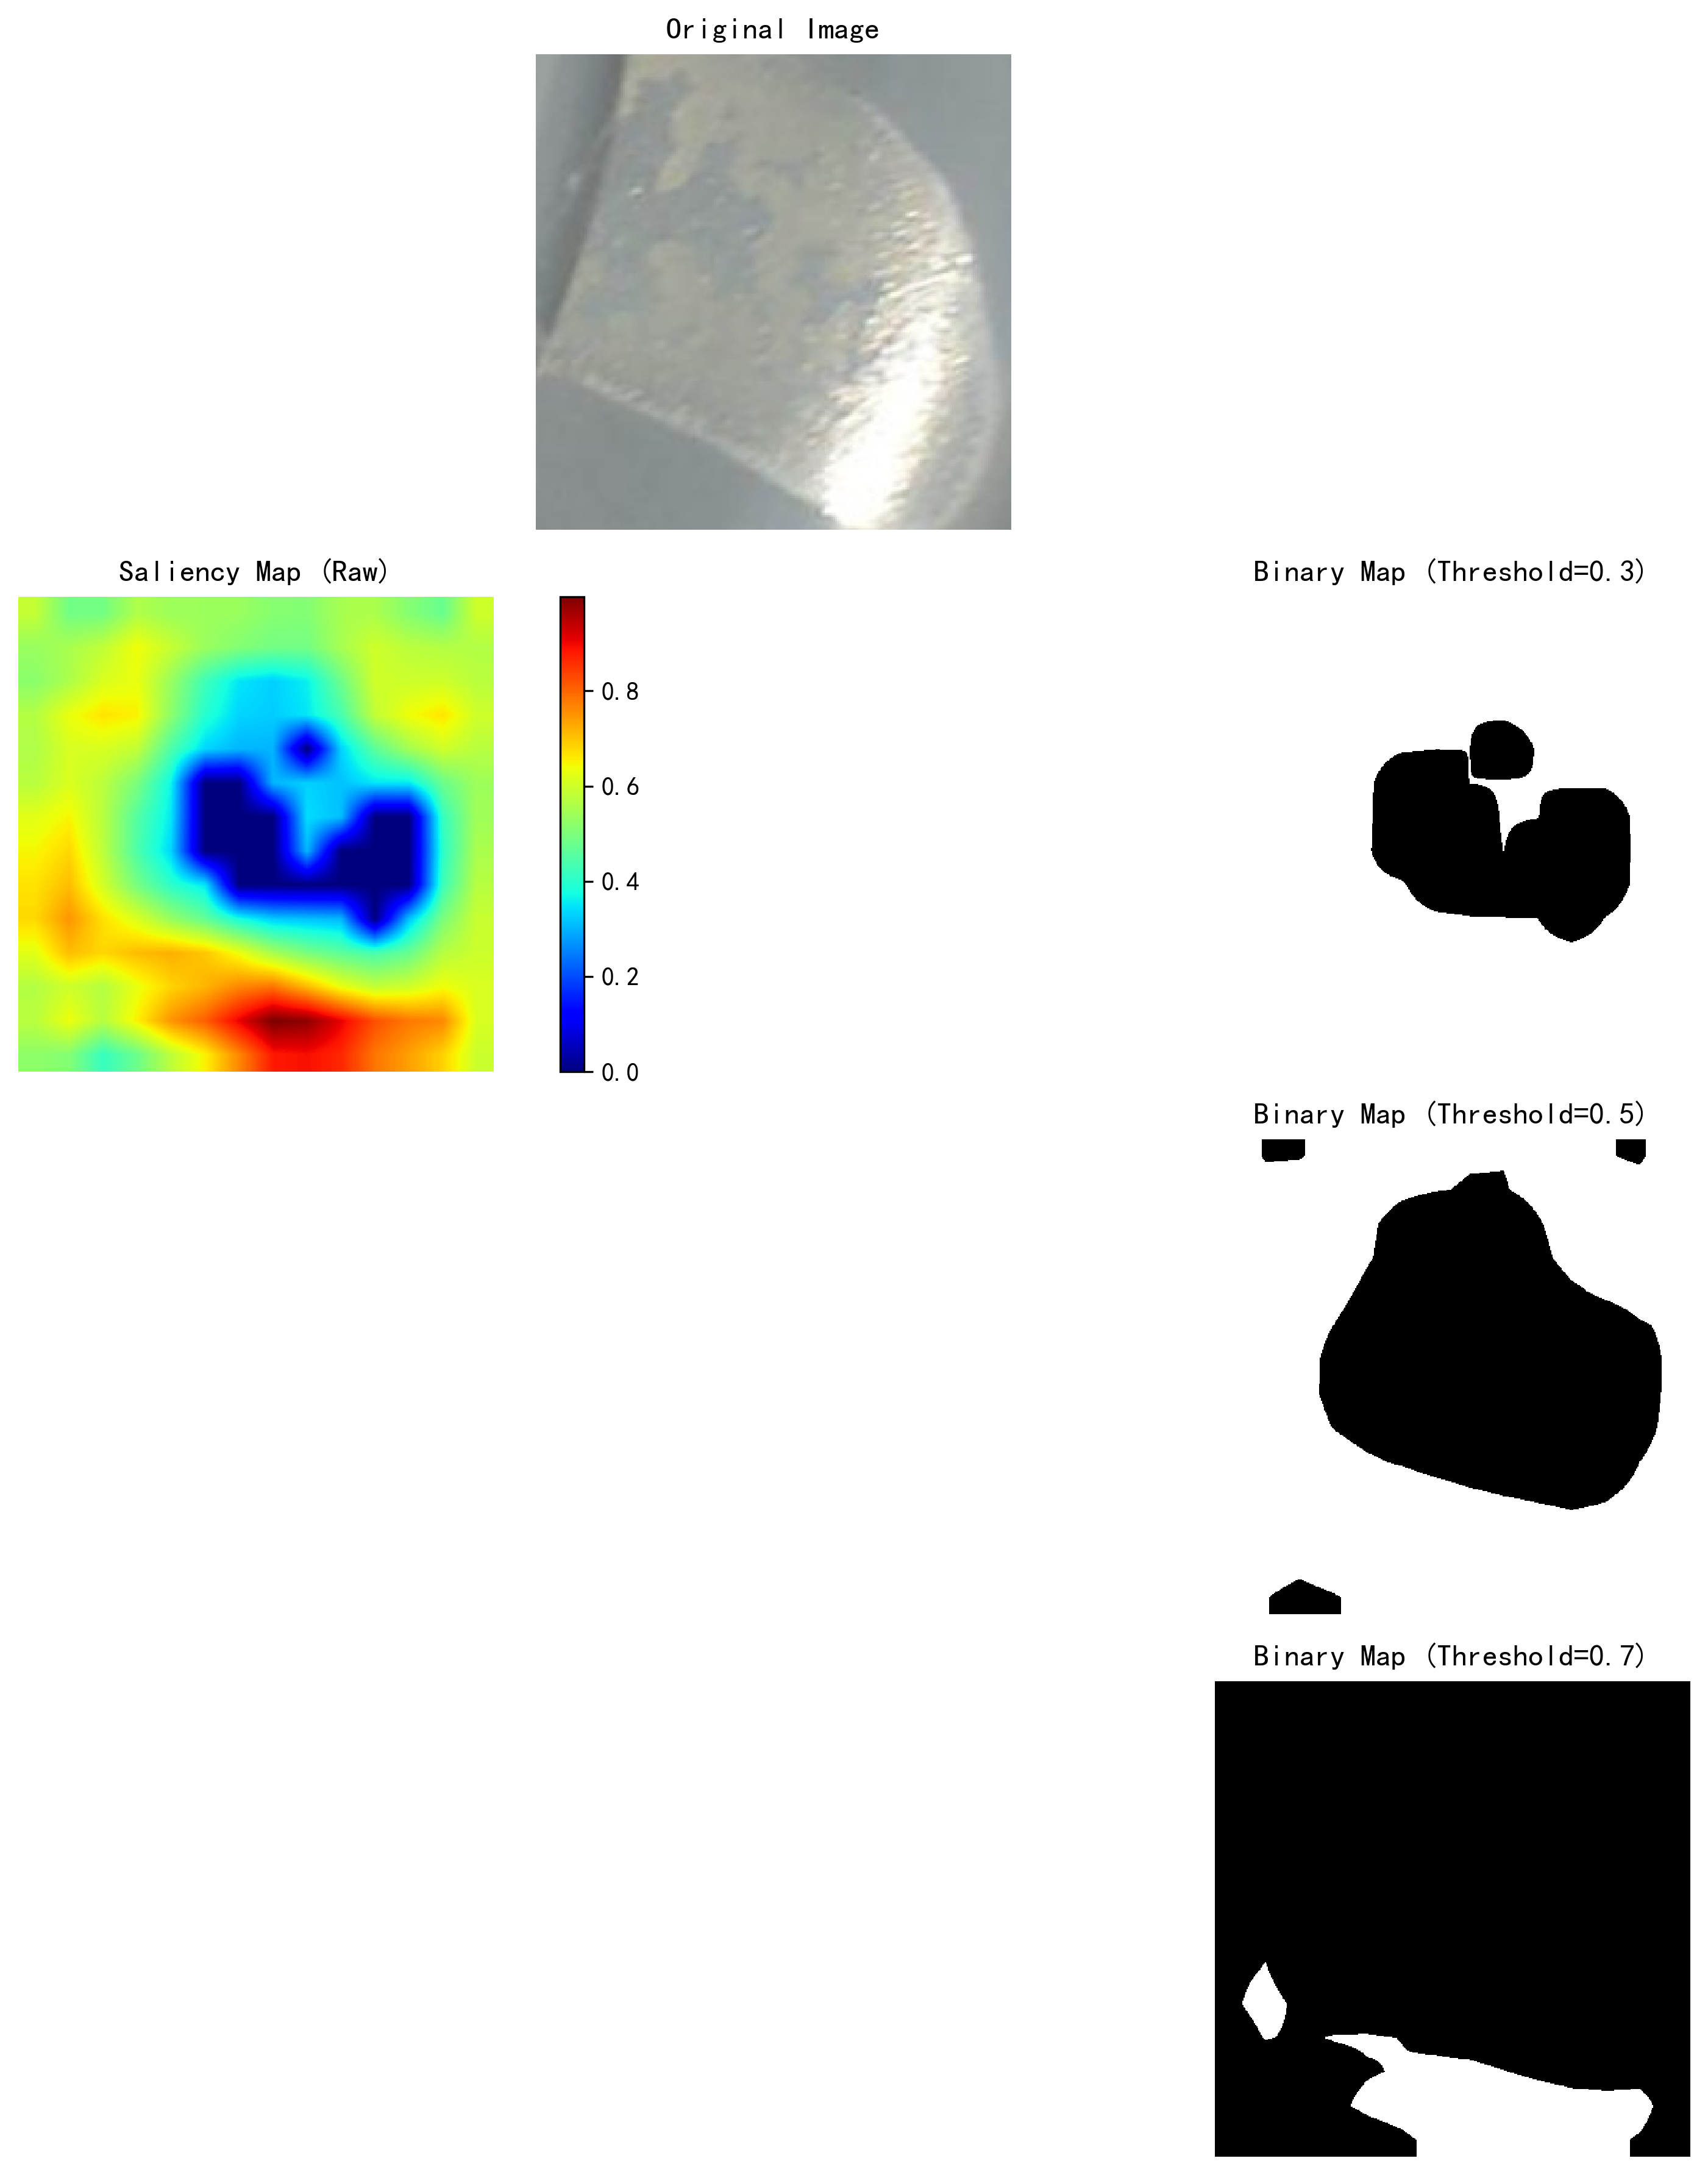 Original Image
Saliency Map (Raw)
Binary Map (Threshold=0.3)
0.8
0.6
0.4
0.2
0.0
Binary Map (Threshold=0.5)
Binary Map (Threshold=0.7)